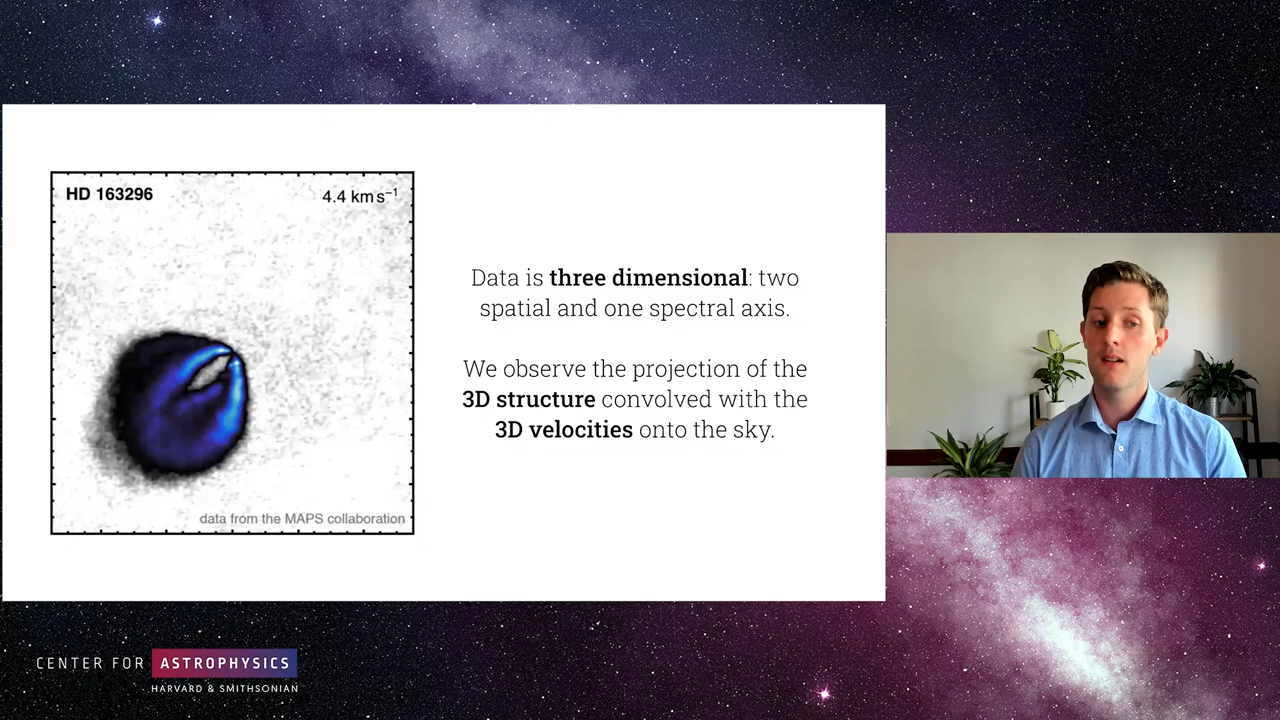 HD 163296
4.4 km s⁻¹
data from the MAPS collaboration
Data is three dimensional: two
spatial and one spectral axis.
We observe the projection of the
3D structure convolved with the
3D velocities onto the sky.
CENTER FOR ASTROPHYSICS
HARVARD & SMITHSONIAN